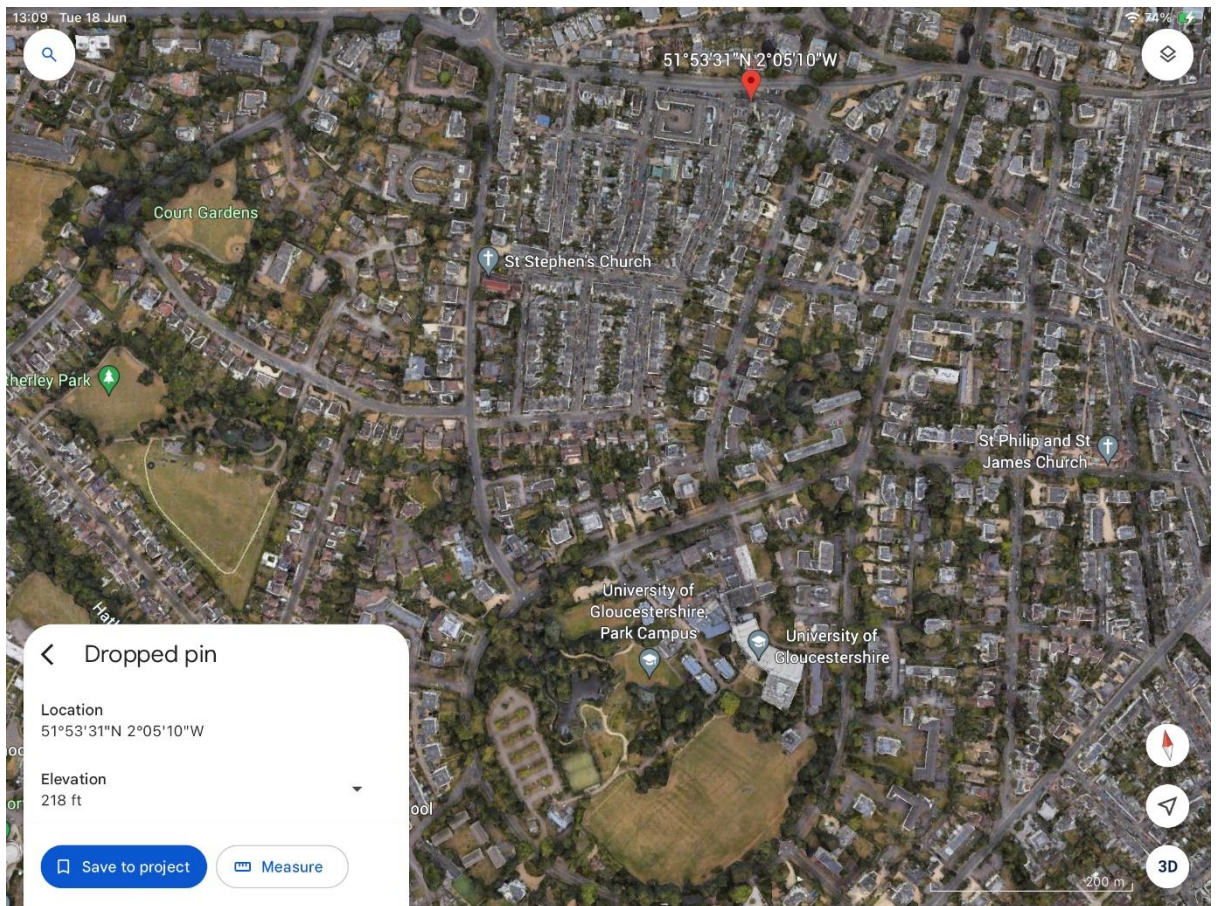 13:09 Tue 18 Jun
74%
51°53'31"N 2°05'10"W
Court Gardens
St Stephen's Church
therley Park
St Philip and St
James Church
University of
Gloucestershire,
Park Campus
University of
Gloucestershire
Hatl
Dropped pin
Location
51°53'31"N 2°05'10"W
Elevation
218 ft
ool
Save to project
Measure
3D
200 m